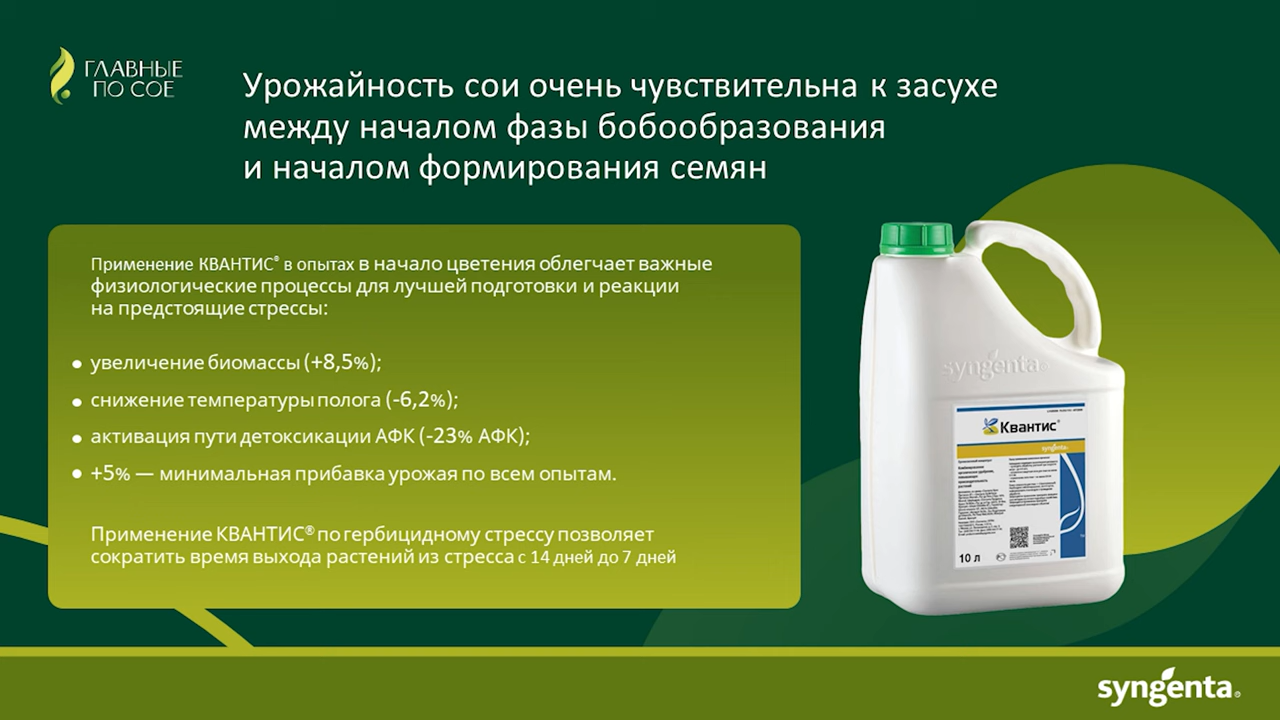 ГЛАВНЫЕ
ПО СОЕ
Урожайность сои очень чувствительна к засухе
между началом фазы бобообразования
и началом формирования семян
Применение КВАНТИС® в опытах в начало цветения облегчает важные
физиологические процессы для лучшей подготовки и реакции
на предстоящие стрессы:
• увеличение биомассы (+8,5%);
• снижение температуры полога (-6,2%);
• активация пути детоксикации АФК (-23% АФК);
• +5% — минимальная прибавка урожая по всем опытам.
Применение КВАНТИС® по гербицидному стрессу позволяет
сократить время выхода растений из стресса с 14 дней до 7 дней
syngenta
Квантис®
syngenta
10 л
syngenta®